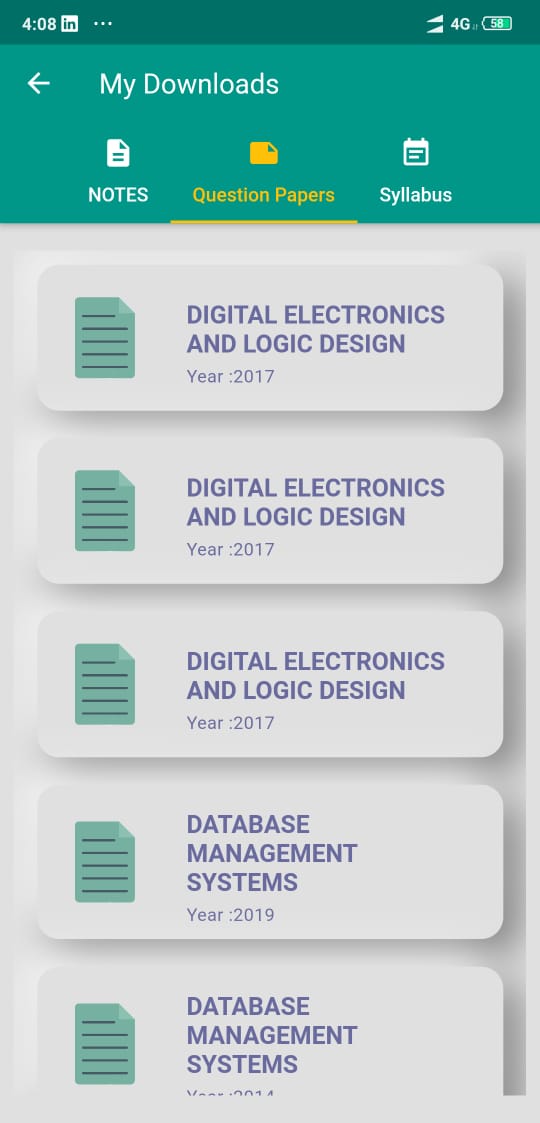 4:08 in ... 4G 58
My Downloads
NOTES Question Papers Syllabus
DIGITAL ELECTRONICS
AND LOGIC DESIGN
Year :2017
DIGITAL ELECTRONICS
AND LOGIC DESIGN
Year :2017
DIGITAL ELECTRONICS
AND LOGIC DESIGN
Year :2017
DATABASE
MANAGEMENT
SYSTEMS
Year :2019
DATABASE
MANAGEMENT
SYSTEMS
Year :2014